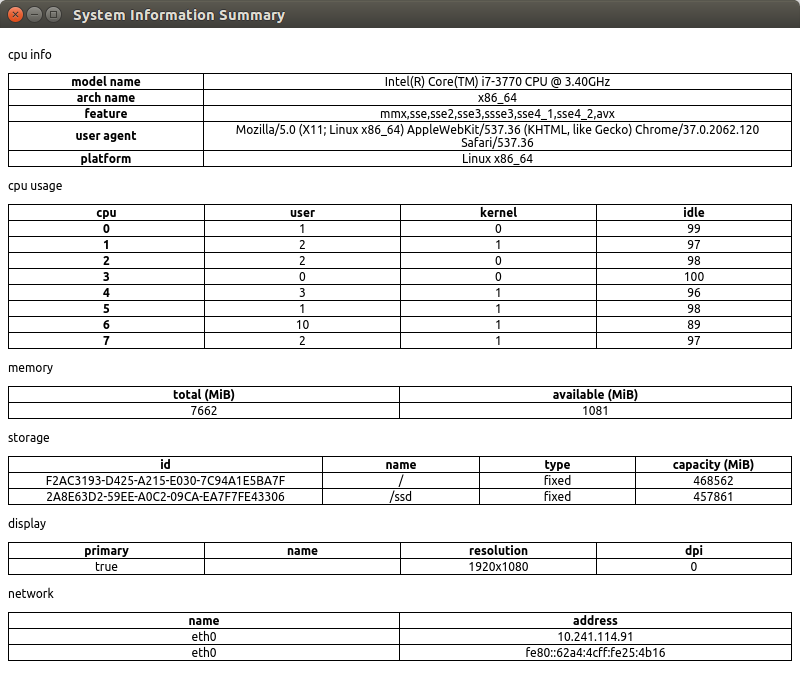 System Information Summary
cpu info
model name Intel(R) Core(TM) i7-3770 CPU @ 3.40GHz
arch name x86_64
feature mmx,sse,sse2,sse3,ssse3,sse4_1,sse4_2,avx
user agent Mozilla/5.0 (X11; Linux x86_64) AppleWebKit/537.36 (KHTML, like Gecko) Chrome/37.0.2062.120
Safari/537.36
platform Linux x86_64
cpu usage
cpu user kernel idle
0 1 0 99
1 2 1 97
2 2 0 98
3 0 0 100
4 3 1 96
5 1 1 98
6 10 1 89
7 2 1 97
memory
total (MiB) available (MiB)
7662 1081
storage
id name type capacity (MiB)
F2AC3193-D425-A215-E030-7C94A1E5BA7F / fixed 468562
2A8E63D2-59EE-A0C2-09CA-EA7F7FE43306 /ssd fixed 457861
display
primary name resolution dpi
true 1920x1080 0
network
name address
eth0 10.241.114.91
eth0 fe80::62a4:4cff:fe25:4b16